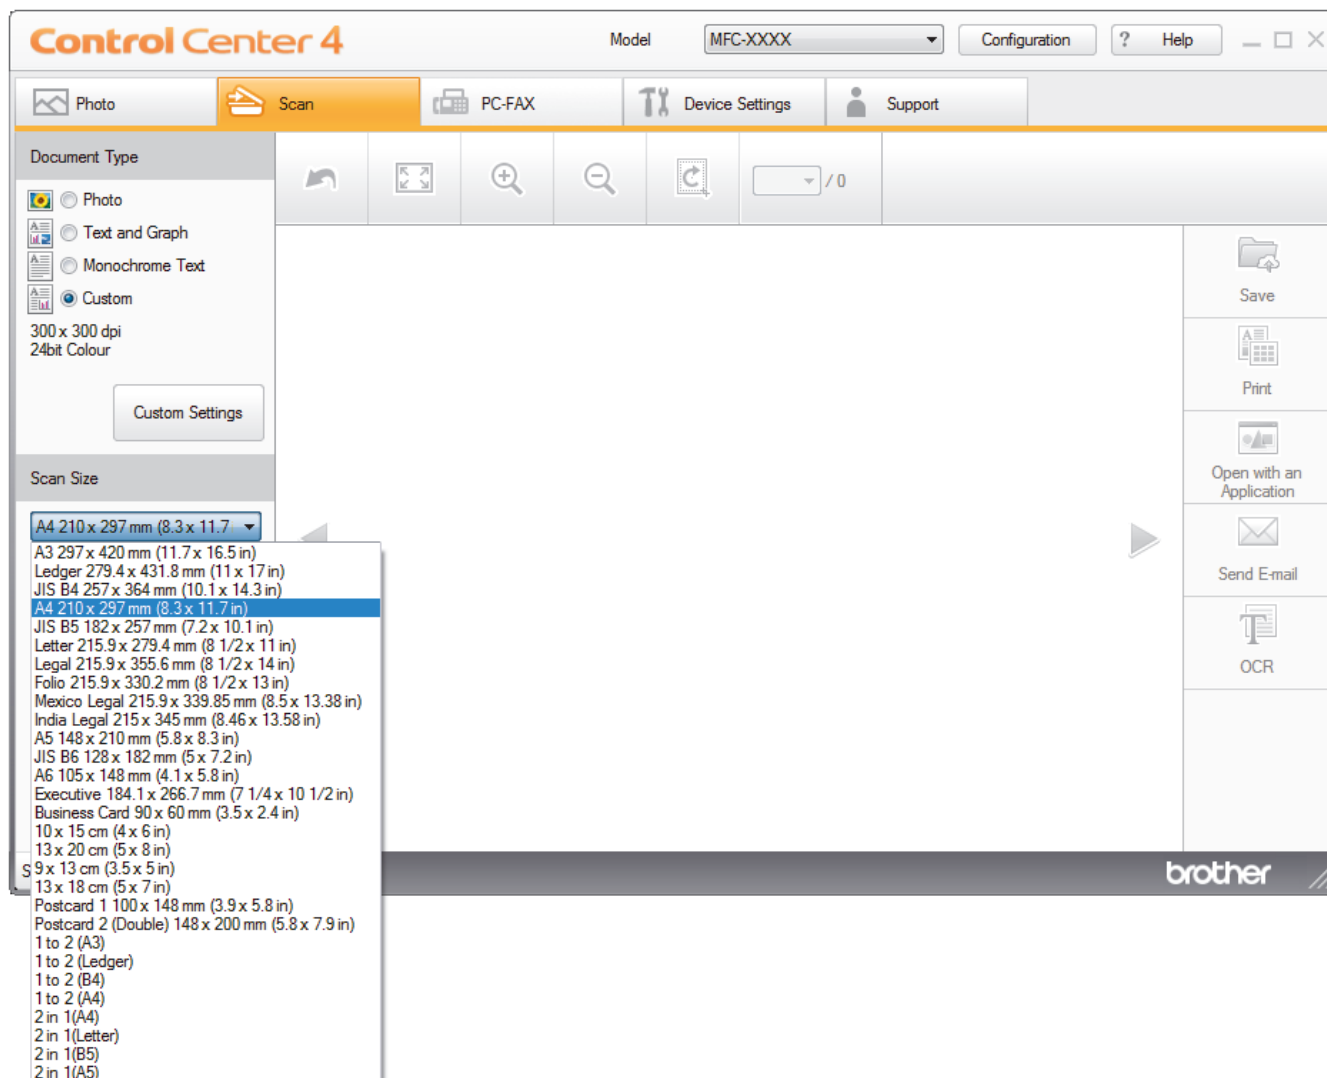 Control Center 4
Model
MFC-XXXX
Configuration
? Help
Photo
Scan
PC-FAX
Device Settings
Support
Document Type
/ 0
Photo
Text and Graph
Monochrome Text
Custom
300 x 300 dpi
24bit Colour
Custom Settings
Scan Size
A4 210 x 297 mm (8.3 x 11.7
A3 297 x 420 mm (11.7 x 16.5 in)
Ledger 279.4 x 431.8 mm (11 x 17 in)
JIS B4 257 x 364 mm (10.1 x 14.3 in)
A4 210 x 297 mm (8.3 x 11.7 in)
JIS B5 182 x 257 mm (7.2 x 10.1 in)
Letter 215.9 x 279.4 mm (8 1/2 x 11 in)
Legal 215.9 x 355.6 mm (8 1/2 x 14 in)
Folio 215.9 x 330.2 mm (8 1/2 x 13 in)
Mexico Legal 215.9 x 339.85 mm (8.5 x 13.38 in)
India Legal 215 x 345 mm (8.46 x 13.58 in)
A5 148 x 210 mm (5.8 x 8.3 in)
JIS B6 128 x 182 mm (5 x 7.2 in)
A6 105 x 148 mm (4.1 x 5.8 in)
Executive 184.1 x 266.7 mm (7 1/4 x 10 1/2 in)
Business Card 90 x 60 mm (3.5 x 2.4 in)
10 x 15 cm (4 x 6 in)
13 x 20 cm (5 x 8 in)
9 x 13 cm (3.5 x 5 in)
13 x 18 cm (5 x 7 in)
Postcard 1 100 x 148 mm (3.9 x 5.8 in)
Postcard 2 (Double) 148 x 200 mm (5.8 x 7.9 in)
1 to 2 (A3)
1 to 2 (Ledger)
1 to 2 (B4)
1 to 2 (A4)
2 in 1(A4)
2 in 1(Letter)
2 in 1(B5)
2 in 1(A5)
Save
Print
Open with an
Application
Send E-mail
OCR
S
brother